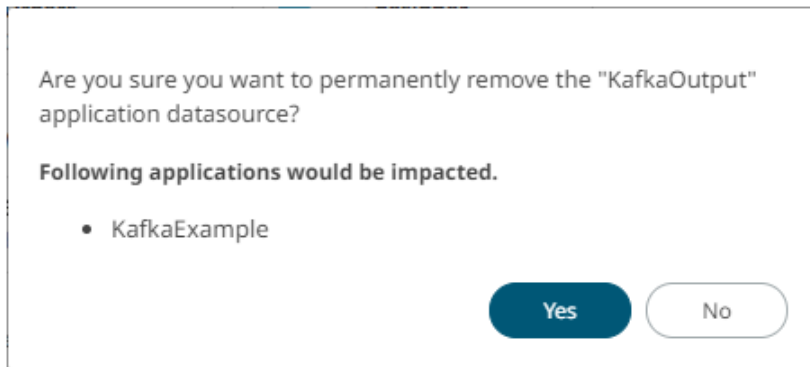 Are you sure you want to permanently remove the "KafkaOutput"
application datasource?
Following applications would be impacted.
• KafkaExample
Yes No